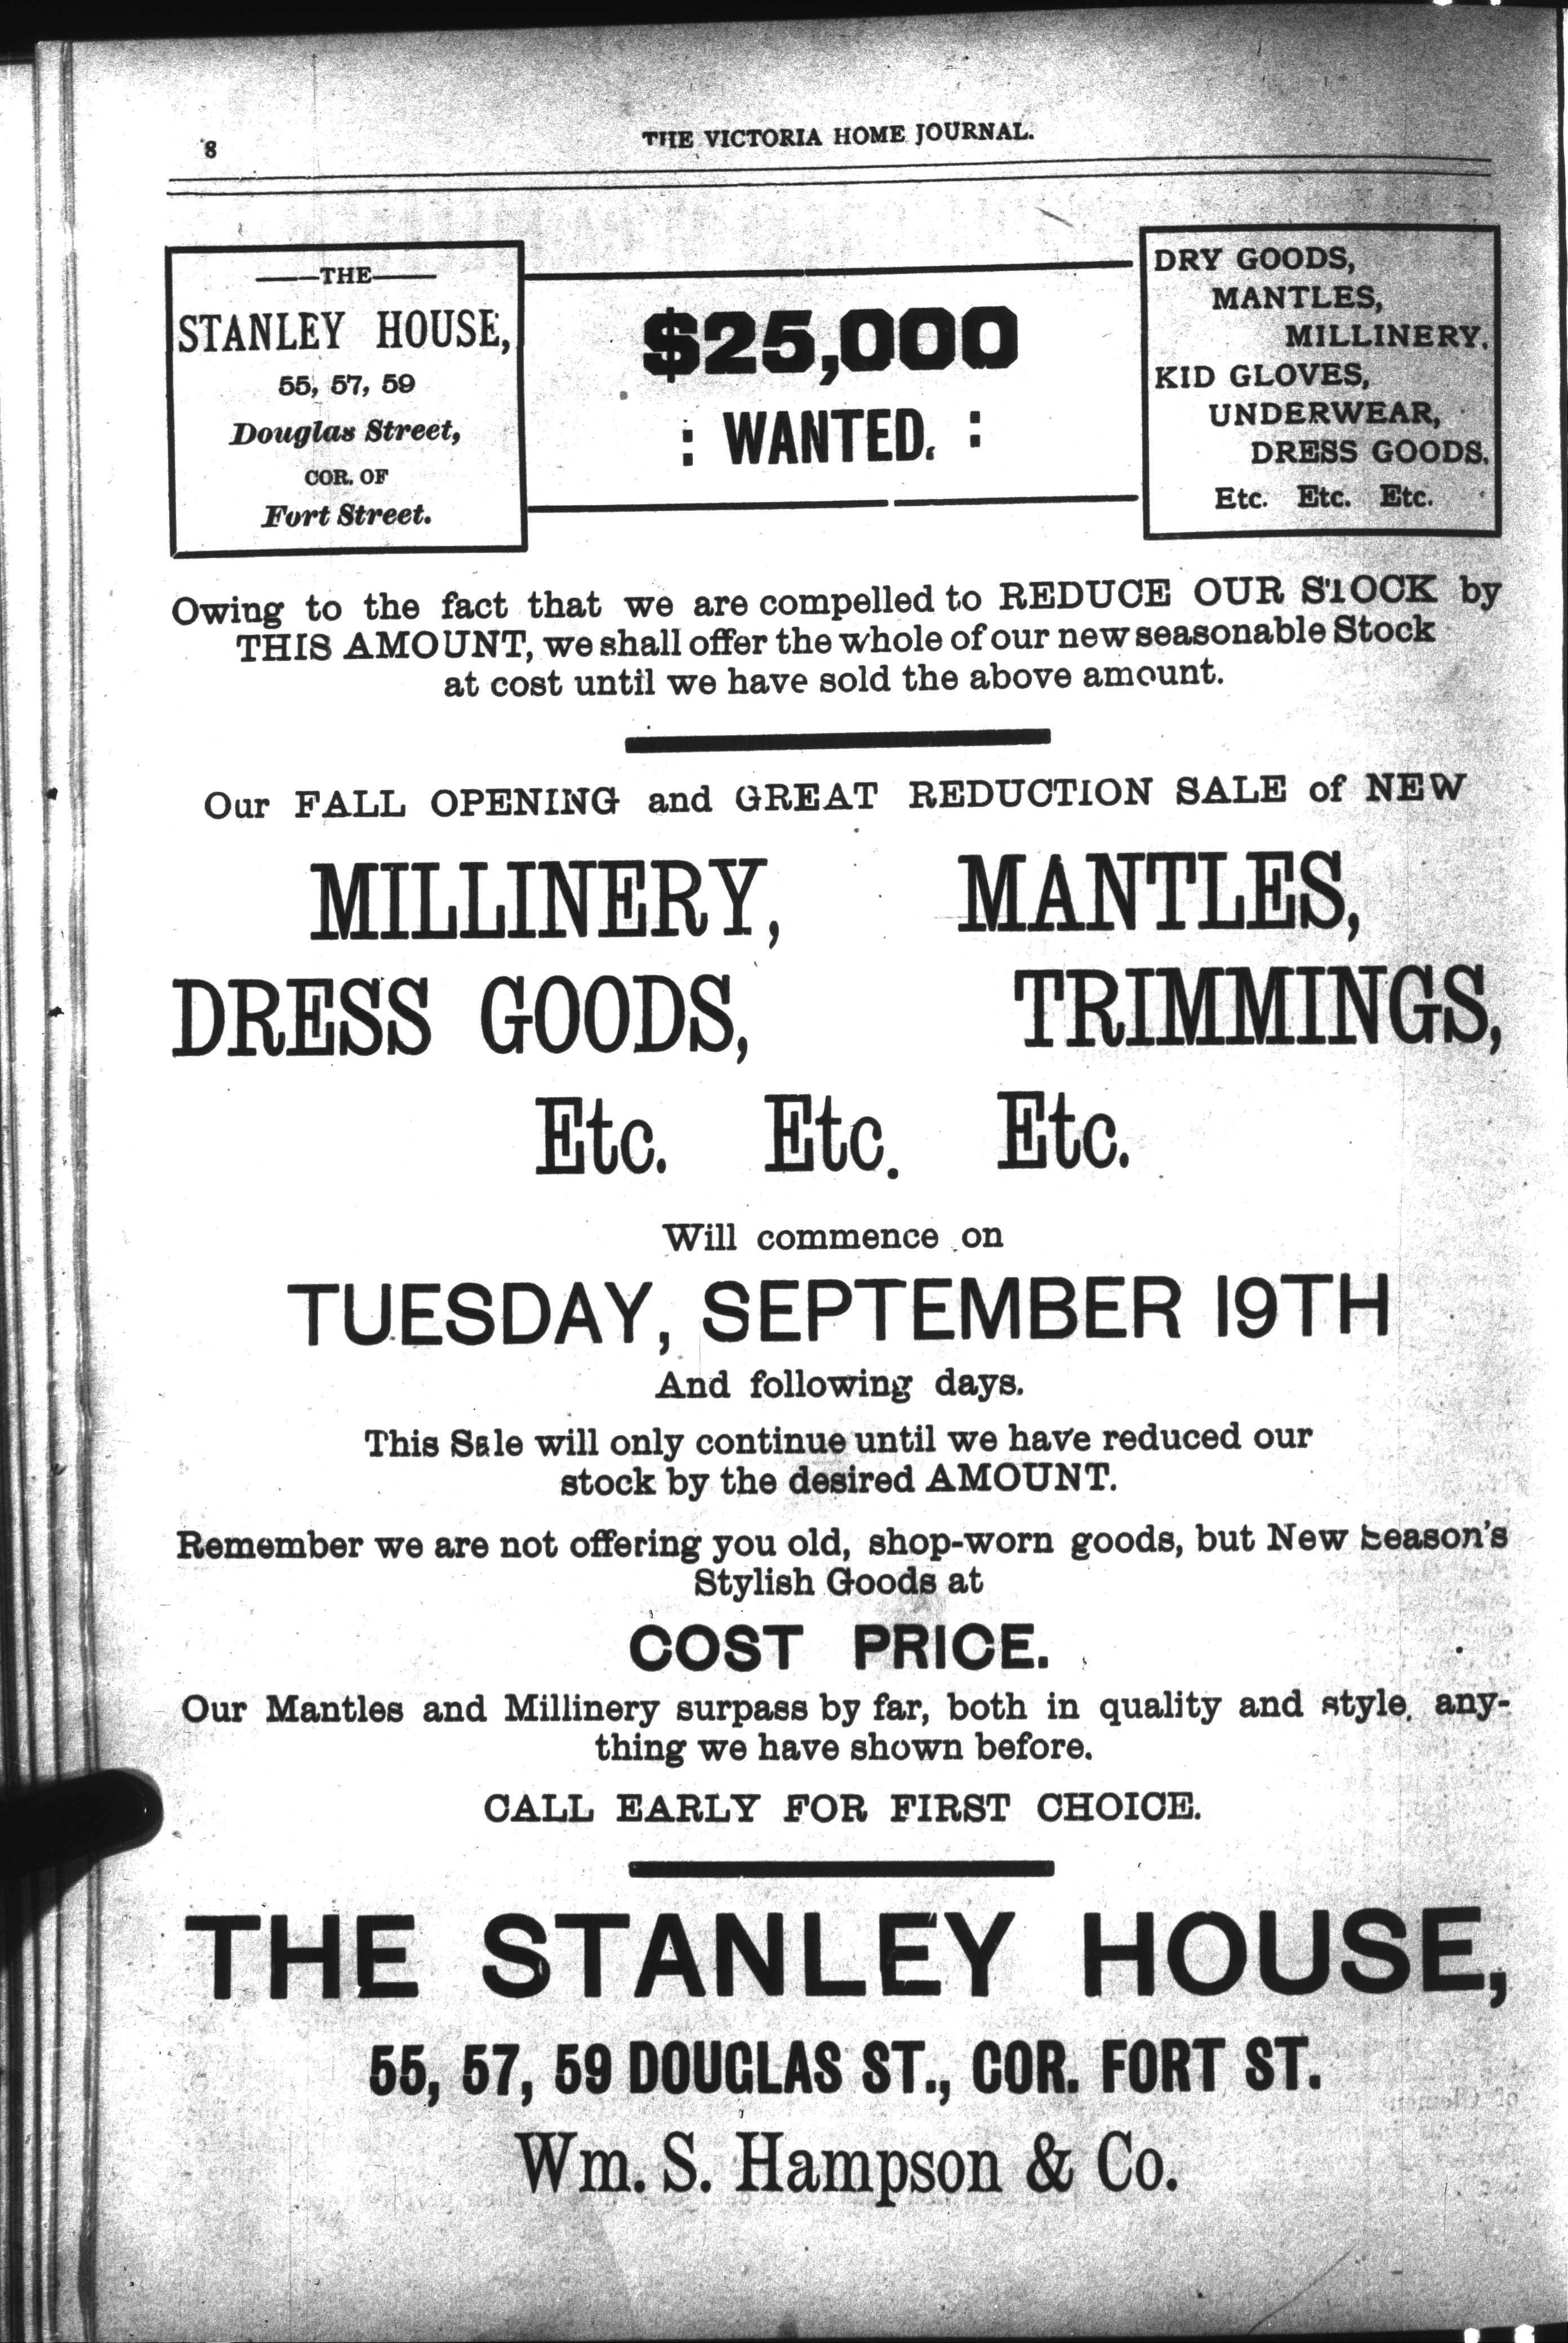 8
THE VICTORIA HOME JOURNAL.
THE
STANLEY HOUSE,
55, 57, 59
Douglas Street,
COR. OF
Fort Street.
$25,000
: WANTED. :
DRY GOODS,
MANTLES,
MILLINERY.
KID GLOVES,
UNDERWEAR,
DRESS GOODS.
Etc. Etc. Etc.
Owing to the fact that we are compelled to REDUCE OUR STOCK by
THIS AMOUNT, we shall offer the whole of our new seasonable Stock
at cost until we have sold the above amount.
Our FALL OPENING and GREAT REDUCTION SALE of NEW
MILLINERY, MANTLES,
DRESS GOODS, TRIMMINGS,
Etc. Etc. Etc.
Will commence on
TUESDAY, SEPTEMBER 19TH
And following days.
This Sale will only continue until we have reduced our
stock by the desired AMOUNT.
Remember we are not offering you old, shop-worn goods, but New Season's
Stylish Goods at
COST PRICE.
Our Mantles and Millinery surpass by far, both in quality and style, any-
thing we have shown before.
CALL EARLY FOR FIRST CHOICE.
THE STANLEY HOUSE,
55, 57, 59 DOUGLAS ST., COR. FORT ST.
Wm. S. Hampson & Co.